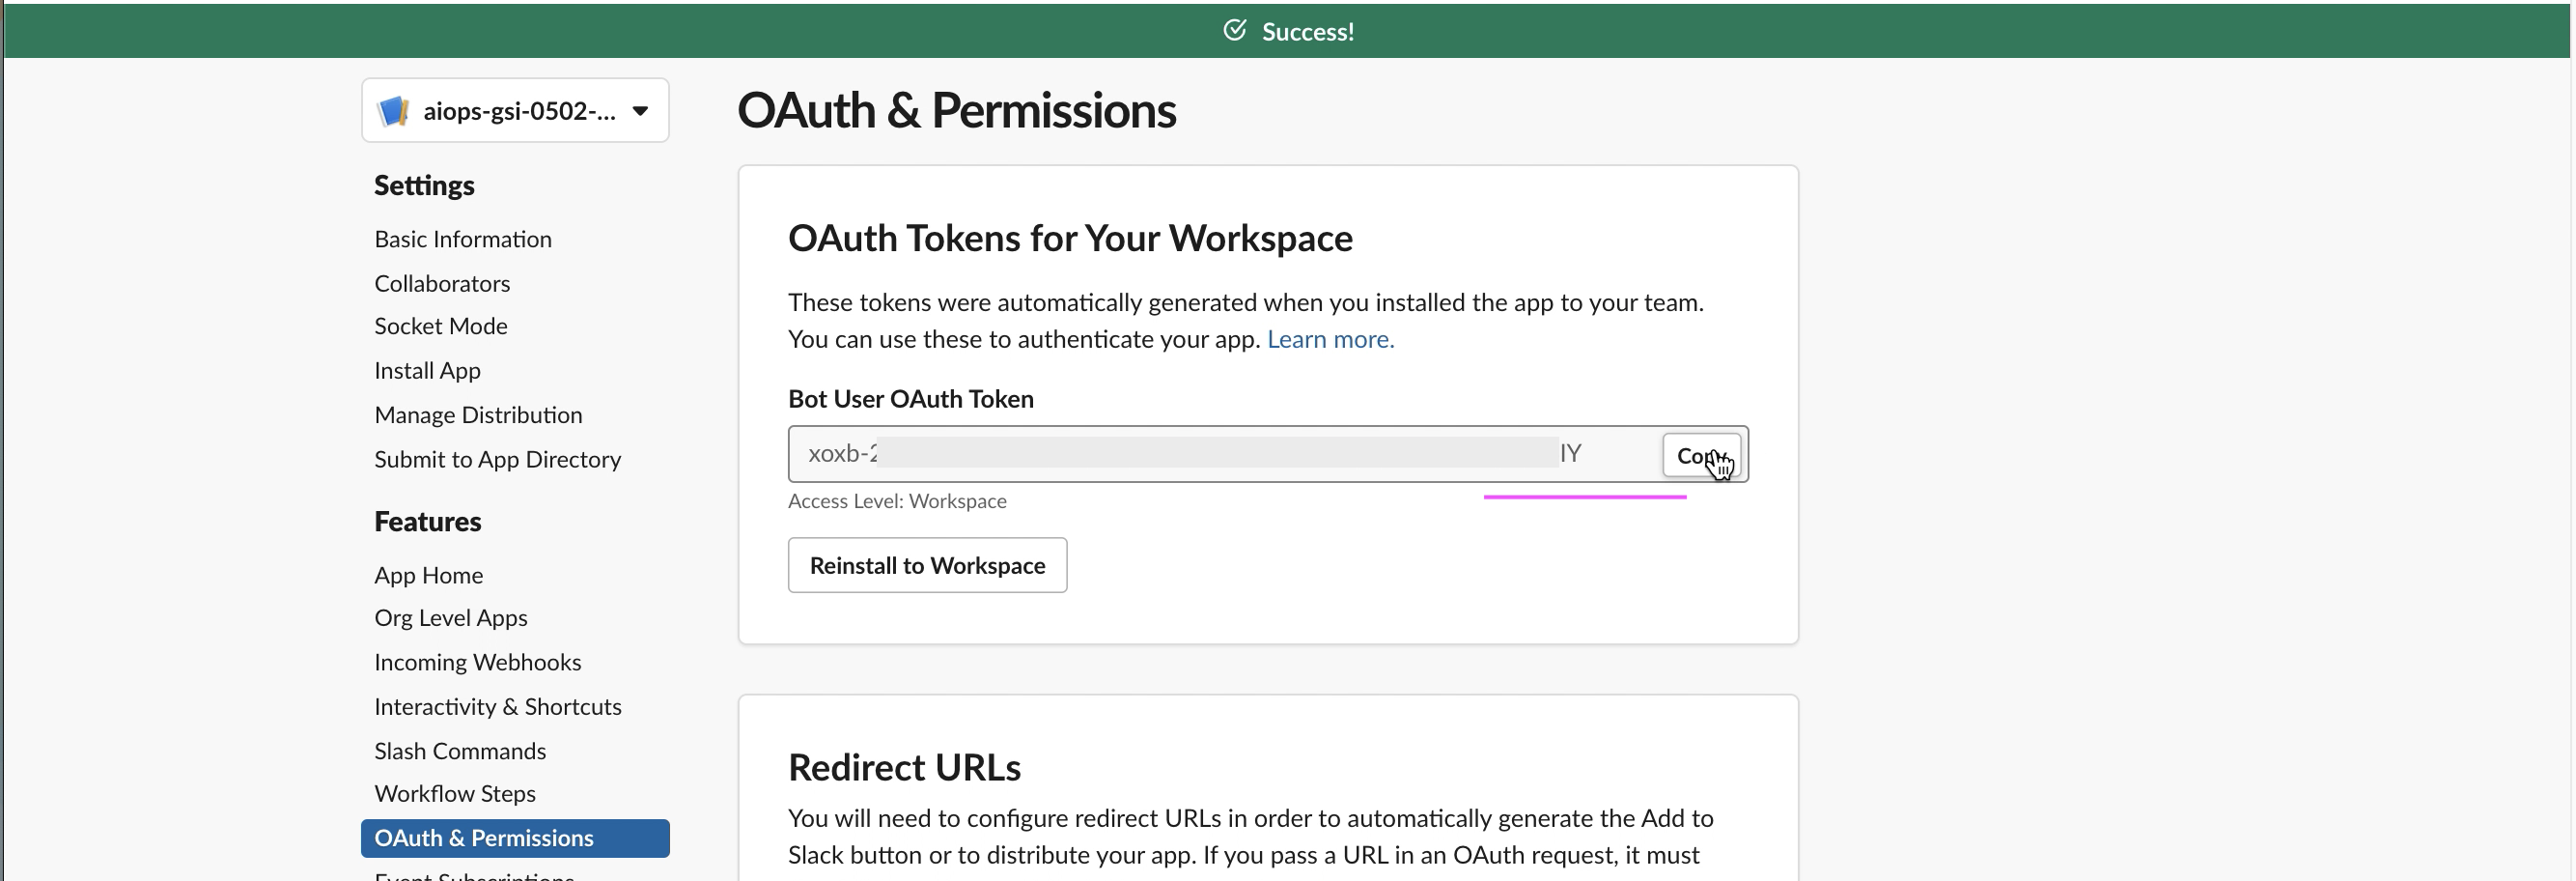 Success!
aiops-gsi-0502-...
OAuth & Permissions
Settings
Basic Information
Collaborators
Socket Mode
Install App
Manage Distribution
Submit to App Directory
Features
App Home
Org Level Apps
Incoming Webhooks
Interactivity & Shortcuts
Slash Commands
Workflow Steps
OAuth & Permissions
Event Subscriptions
OAuth Tokens for Your Workspace
These tokens were automatically generated when you installed the app to your team.
You can use these to authenticate your app. Learn more.
Bot User OAuth Token
xoxb-2 IY
Copy
Access Level: Workspace
Reinstall to Workspace
Redirect URLs
You will need to configure redirect URLs in order to automatically generate the Add to
Slack button or to distribute your app. If you pass a URL in an OAuth request, it must